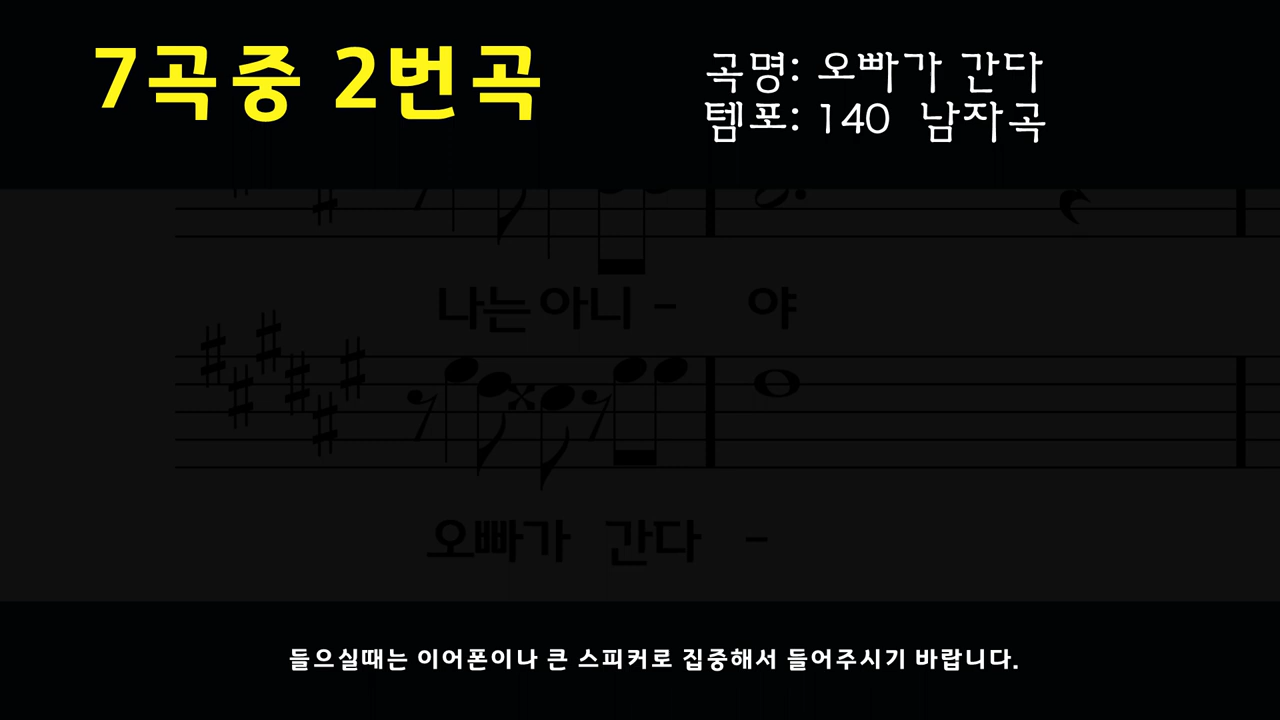 7곡중 2번곡
곡명: 오빠가 간다
템포: 140 남자곡
나는아니 - 야
오빠가 간다 -
들으실때는 이어폰이나 큰 스피커로 집중해서 들어주시기 바랍니다.